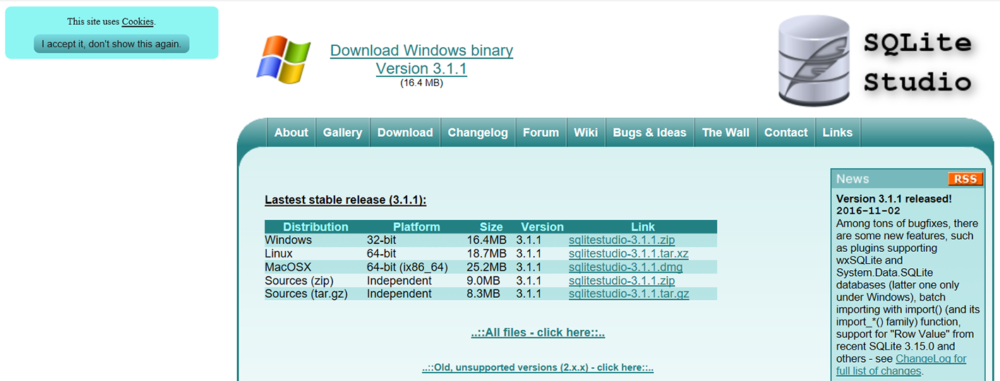 This site uses Cookies.
I accept it, don't show this again.
Download Windows binary
Version 3.1.1
(16.4 MB)
SQLite
Studio
About Gallery Download Changelog Forum Wiki Bugs & Ideas The Wall Contact Links
Lastest stable release (3.1.1):
Distribution Platform Size Version Link
Windows 32-bit 16.4MB 3.1.1 sqlitestudio-3.1.1.zip
Linux 64-bit 18.7MB 3.1.1 sqlitestudio-3.1.1.tar.xz
MacOSX 64-bit (ix86_64) 25.2MB 3.1.1 sqlitestudio-3.1.1.dmg
Sources (zip) Independent 9.0MB 3.1.1 sqlitestudio-3.1.1.zip
Sources (tar.gz) Independent 8.3MB 3.1.1 sqlitestudio-3.1.1.tar.gz
..::All files - click here::..
..::Old, unsupported versions (2.x.x) - click here::..
News RSS
Version 3.1.1 released!
2016-11-02
Among tons of bugfixes, there
are some new features, such
as plugins supporting
wxSQLite and
System.Data.SQLite
databases (latter one only
under Windows), batch
importing with import() (and its
import_*() family) function,
support for "Row Value" from
recent SQLite 3.15.0 and
others - see ChangeLog for
full list of changes.